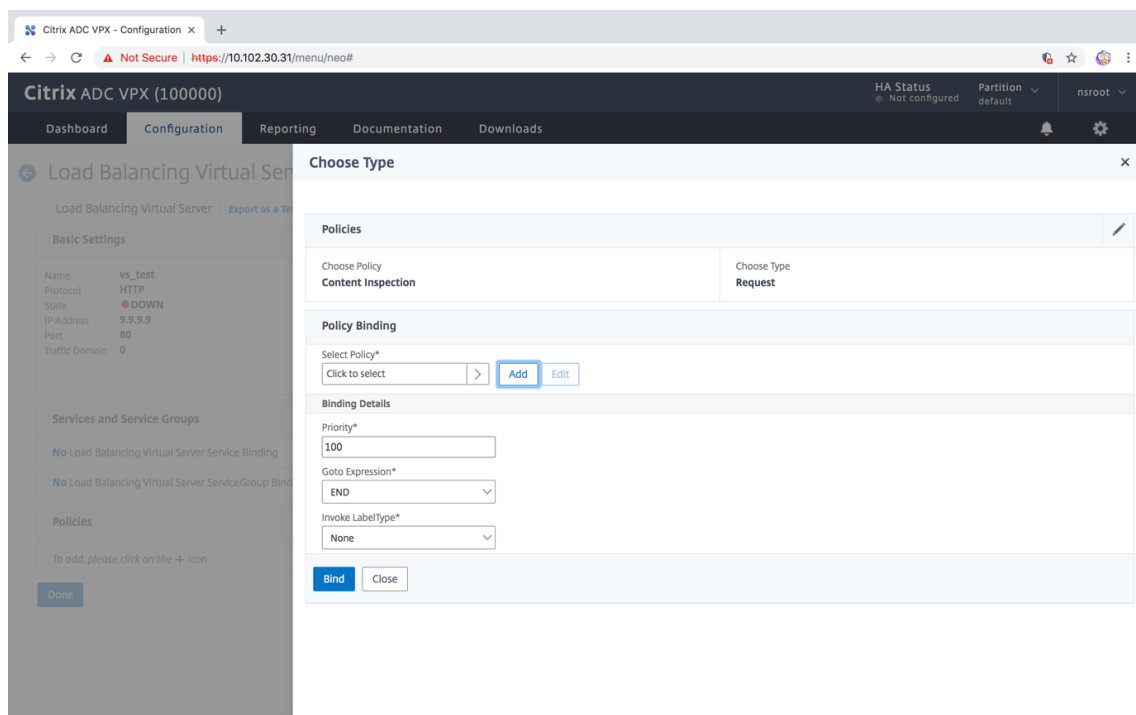 Citrix ADC VPX - Configuration
Not Secure | https://10.102.30.31/menu/neo#
Citrix ADC VPX (100000)
HA Status
Not configured
Partition
default
nsroot
Dashboard Configuration Reporting Documentation Downloads
Load Balancing Virtual Ser
Load Balancing Virtual Server | Export as a Te
Basic Settings
Name vs_test
Protocol HTTP
State DOWN
IP Address 9.9.9.9
Port 80
Traffic Domain 0
Services and Service Groups
No Load Balancing Virtual Server Service Binding
No Load Balancing Virtual Server ServiceGroup Bind
Policies
To add, please click on the + icon
Done
Choose Type
Policies
Choose Policy
Content Inspection
Choose Type
Request
Policy Binding
Select Policy*
Click to select
Add
Edit
Binding Details
Priority*
100
Goto Expression*
END
Invoke LabelType*
None
Bind
Close